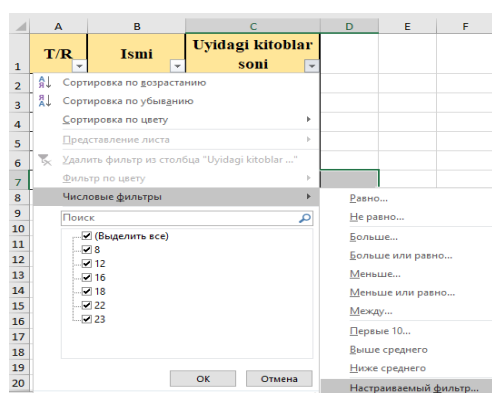 A B C D E F
1 T/R Ismi Uyidagi kitoblar
soni
2 Сортировка по возрастанию
3 Сортировка по убыванию
4 Сортировка по цвету
5 Представление листа
6 Удалить фильтр из столбца "Uyidagi kitoblar ..."
7 Фильтр по цвету
8 Числовые фильтры Равно...
9 Поиск Не равно...
10 (Выделить все) Больше...
11 8 Больше или равно...
12 12
13 16 Меньше...
14 18 Меньше или равно...
15 22 Между...
16 23
17 Первые 10...
18 Выше среднего
19 Ниже среднего
20 ОК Отмена Настраиваемый фильтр...